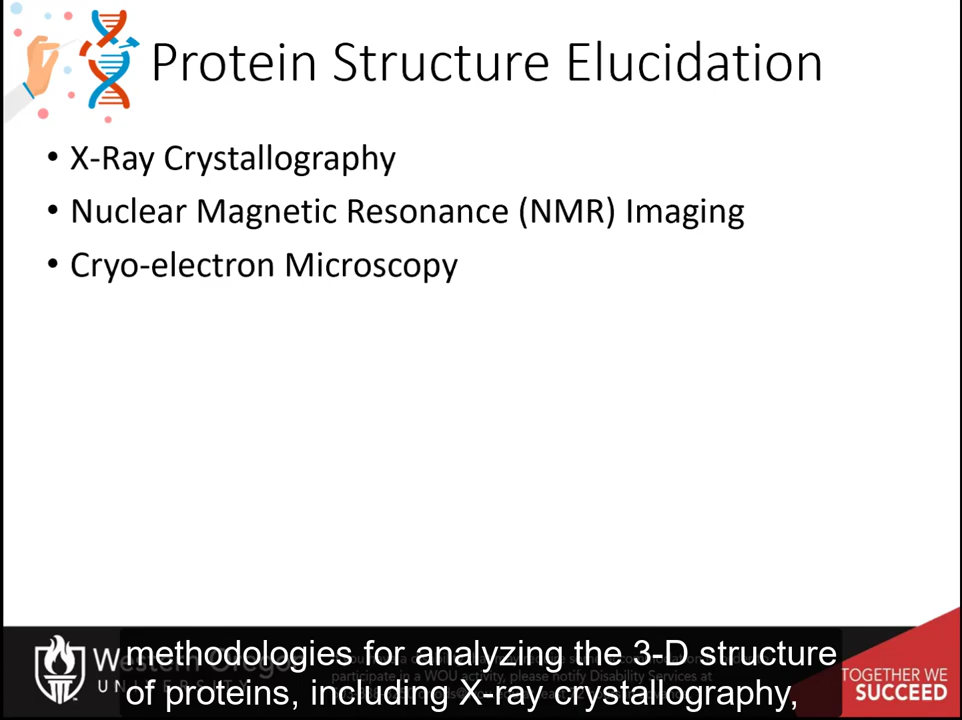 Protein Structure Elucidation
• X-Ray Crystallography
• Nuclear Magnetic Resonance (NMR) Imaging
• Cryo-electron Microscopy
methodologies for analyzing the 3-D structure
of proteins, including X-ray crystallography,
participate in a WOU activity, please notify Disability Services at
TOGETHER WE
SUCCEED